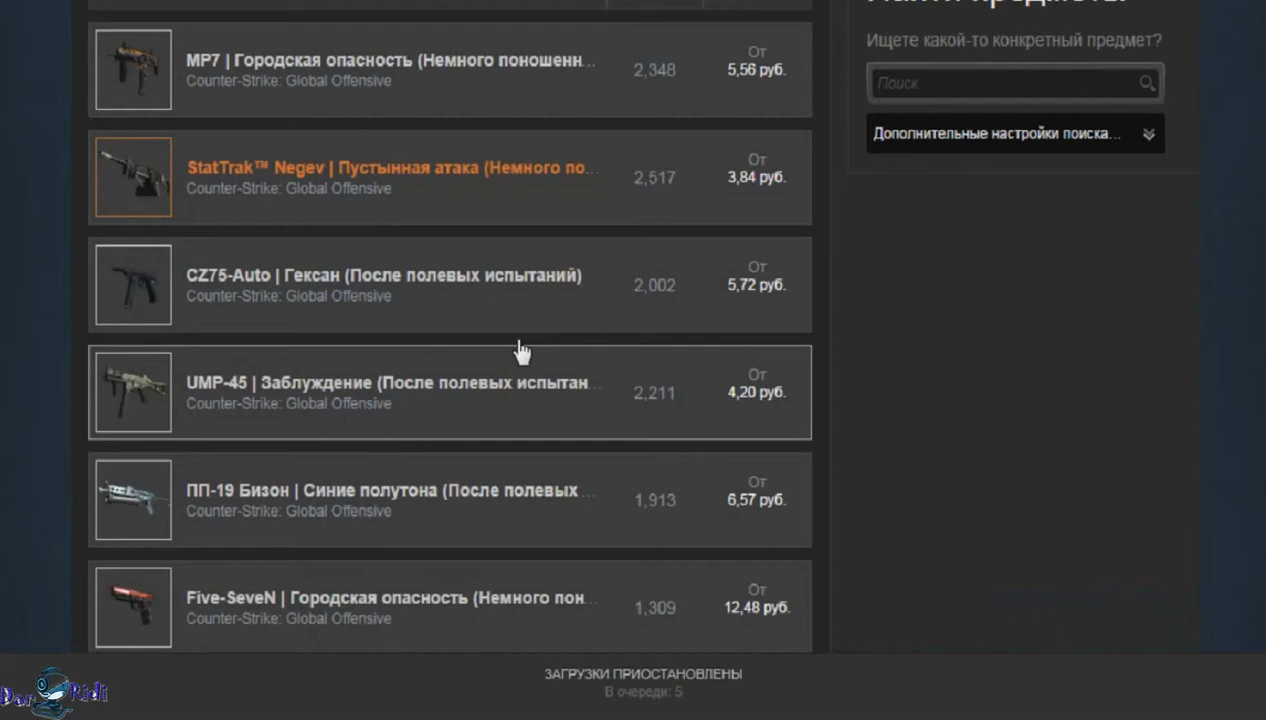 Найти предметы
Ищете какой-то конкретный предмет?
Поиск
Дополнительные настройки поиска...
MP7 | Городская опасность (Немного поношенн...
Counter-Strike: Global Offensive
2,348
От
5,56 руб.
StatTrak™ Negev | Пустынная атака (Немного по...
Counter-Strike: Global Offensive
2,517
От
3,84 руб.
CZ75-Auto | Гексан (После полевых испытаний)
Counter-Strike: Global Offensive
2,002
От
5,72 руб.
UMP-45 | Заблуждение (После полевых испытан...
Counter-Strike: Global Offensive
2,211
От
4,20 руб.
ПП-19 Бизон | Синие полутона (После полевых ...
Counter-Strike: Global Offensive
1,913
От
6,57 руб.
Five-SeveN | Городская опасность (Немного пон...
Counter-Strike: Global Offensive
1,309
От
12,48 руб.
ЗАГРУЗКИ ПРИОСТАНОВЛЕНЫ
В очереди: 5
Dar Ridi